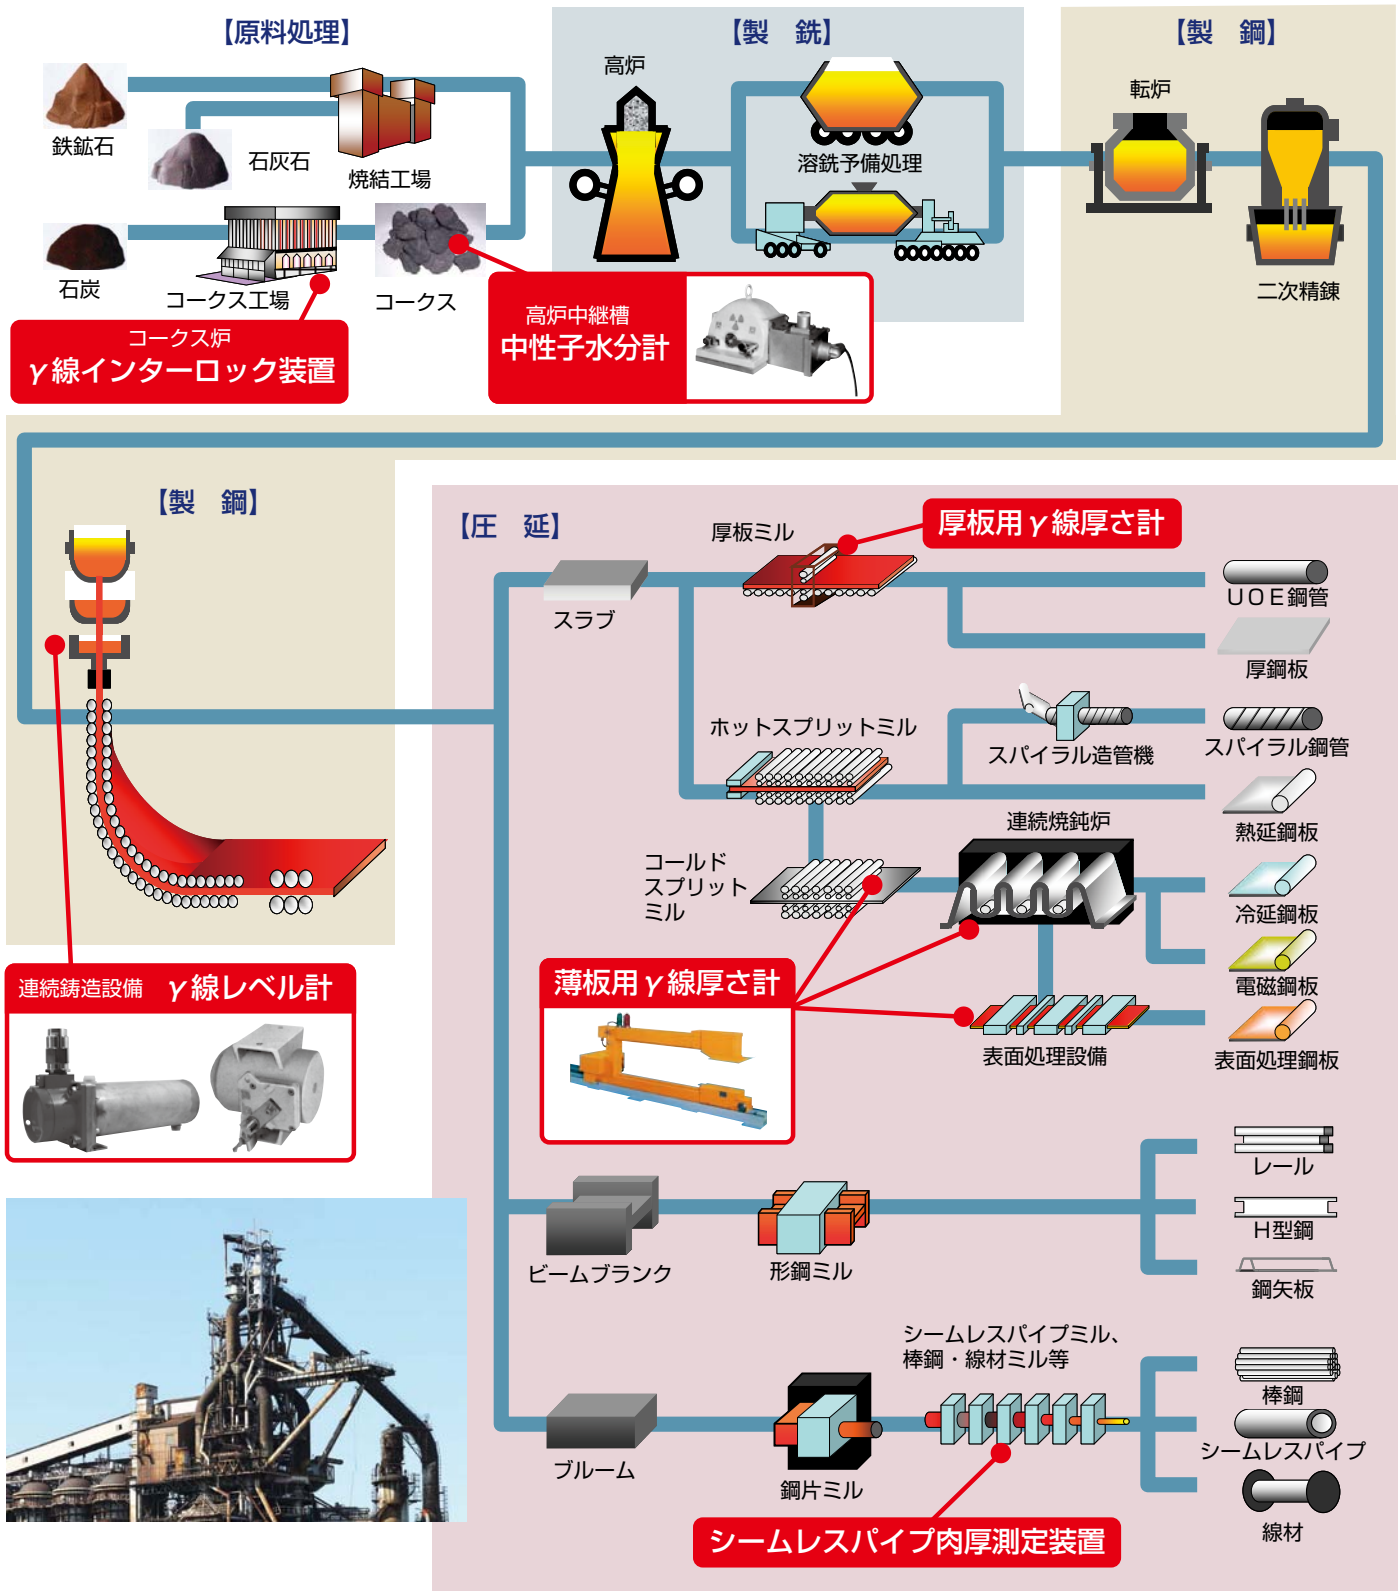 【原料処理】
【製　銑】
【製　鋼】
鉄鉱石
石灰石
焼結工場
石炭
コークス工場
コークス
高炉
溶銑予備処理
転炉
二次精錬
コークス炉
γ線インターロック装置
高炉中継槽
中性子水分計
【製　鋼】
連続鋳造設備　γ線レベル計
【圧　延】
厚板ミル
厚板用γ線厚さ計
スラブ
UOE鋼管
厚鋼板
ホットスプリットミル
スパイラル造管機
スパイラル鋼管
熱延鋼板
コールド
スプリット
ミル
連続焼鈍炉
冷延鋼板
電磁鋼板
薄板用γ線厚さ計
表面処理設備
表面処理鋼板
ビームブランク
形鋼ミル
レール
H型鋼
鋼矢板
シームレスパイプミル、
棒鋼・線材ミル等
ブルーム
鋼片ミル
棒鋼
シームレスパイプ
線材
シームレスパイプ肉厚測定装置